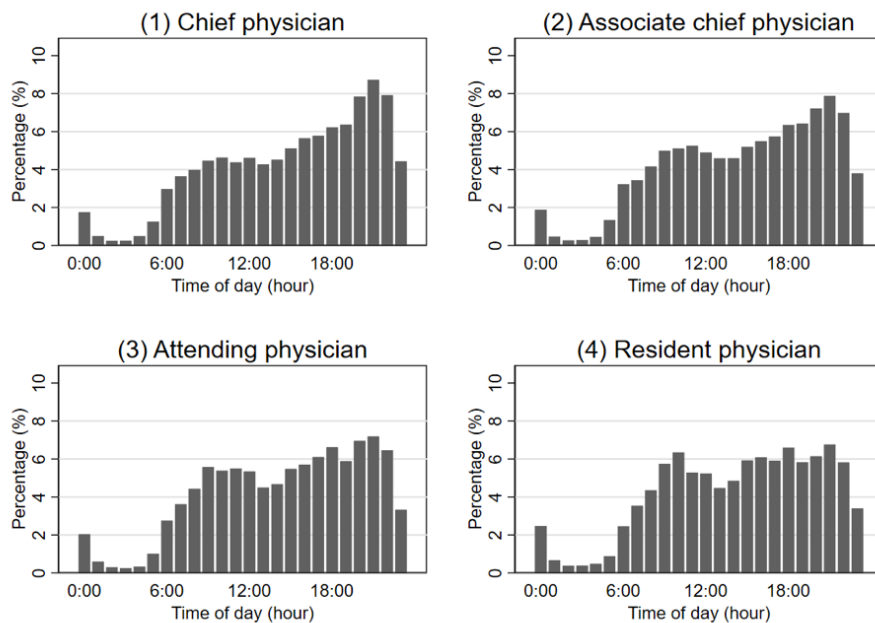 (1) Chief physician
Percentage (%)
10
8
6
4
2
0
0:00 6:00 12:00 18:00
Time of day (hour)
(2) Associate chief physician
Percentage (%)
10
8
6
4
2
0
0:00 6:00 12:00 18:00
Time of day (hour)
(3) Attending physician
Percentage (%)
10
8
6
4
2
0
0:00 6:00 12:00 18:00
Time of day (hour)
(4) Resident physician
Percentage (%)
10
8
6
4
2
0
0:00 6:00 12:00 18:00
Time of day (hour)